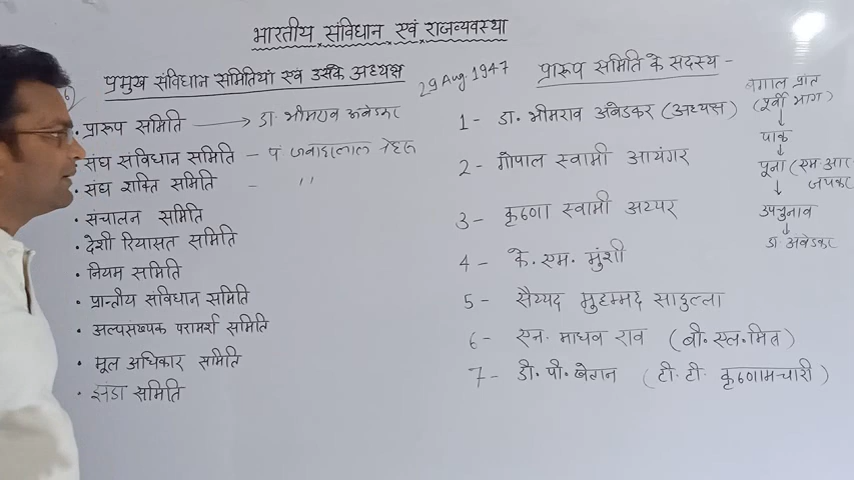 भारतीय संविधान एवं राजव्यवस्था
प्रमुख संविधान समितियां एवं उसके अध्यक्ष
• प्रारूप समिति → डा॰ भीमराव अंबेडकर
• संघ संविधान समिति – पं जवाहरलाल नेहरू
• संघ शक्ति समिति – "
• संचालन समिति
• देशी रियासत समिति
• नियम समिति
• प्रान्तीय संविधान समिति
• अल्पसंख्यक परामर्श समिति
• मूल अधिकार समिति
• झंडा समिति
29 Aug. 1947
प्रारूप समिति के सदस्य –
1 – डा. भीमराव अंबेडकर (अध्यक्ष)
2 – गोपाल स्वामी आयंगर
3 – कृष्णा स्वामी अय्यर
4 – के. एम. मुंशी
5 – सैय्यद मुहम्मद सादुल्ला
6 – एन. माधव राव (बी. एल. मित्र)
7 – डी. पी. खेतान (टी. टी. कृष्णामचारी)
बंगाल प्रांत
(पूर्वी भाग)
↓
पाक
↓
पूना (एम. आर
जयकर
↓
उपचुनाव
↓
डा. अंबेडकर